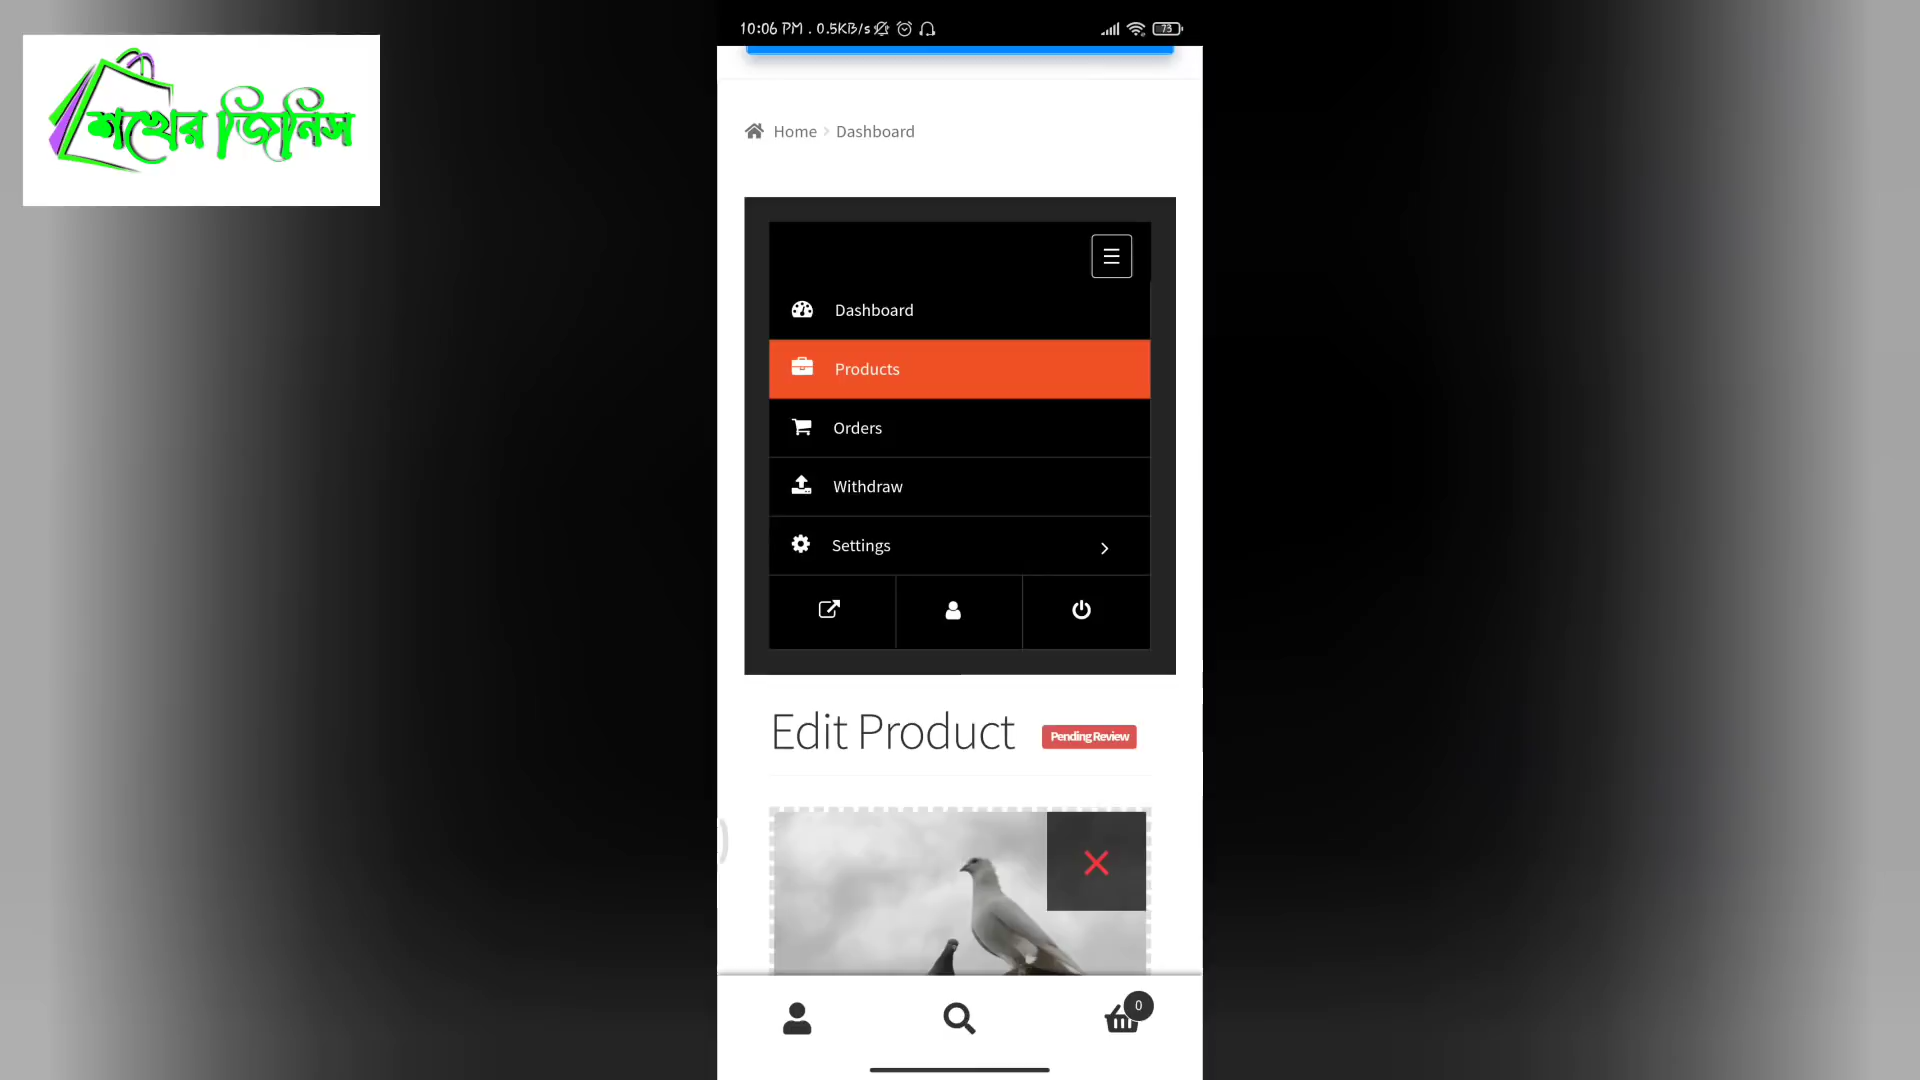 শখের জিনিস
10:06 PM . 0.5KB/s
73
Home > Dashboard
Dashboard
Products
Orders
Withdraw
Settings
Edit Product Pending Review
0